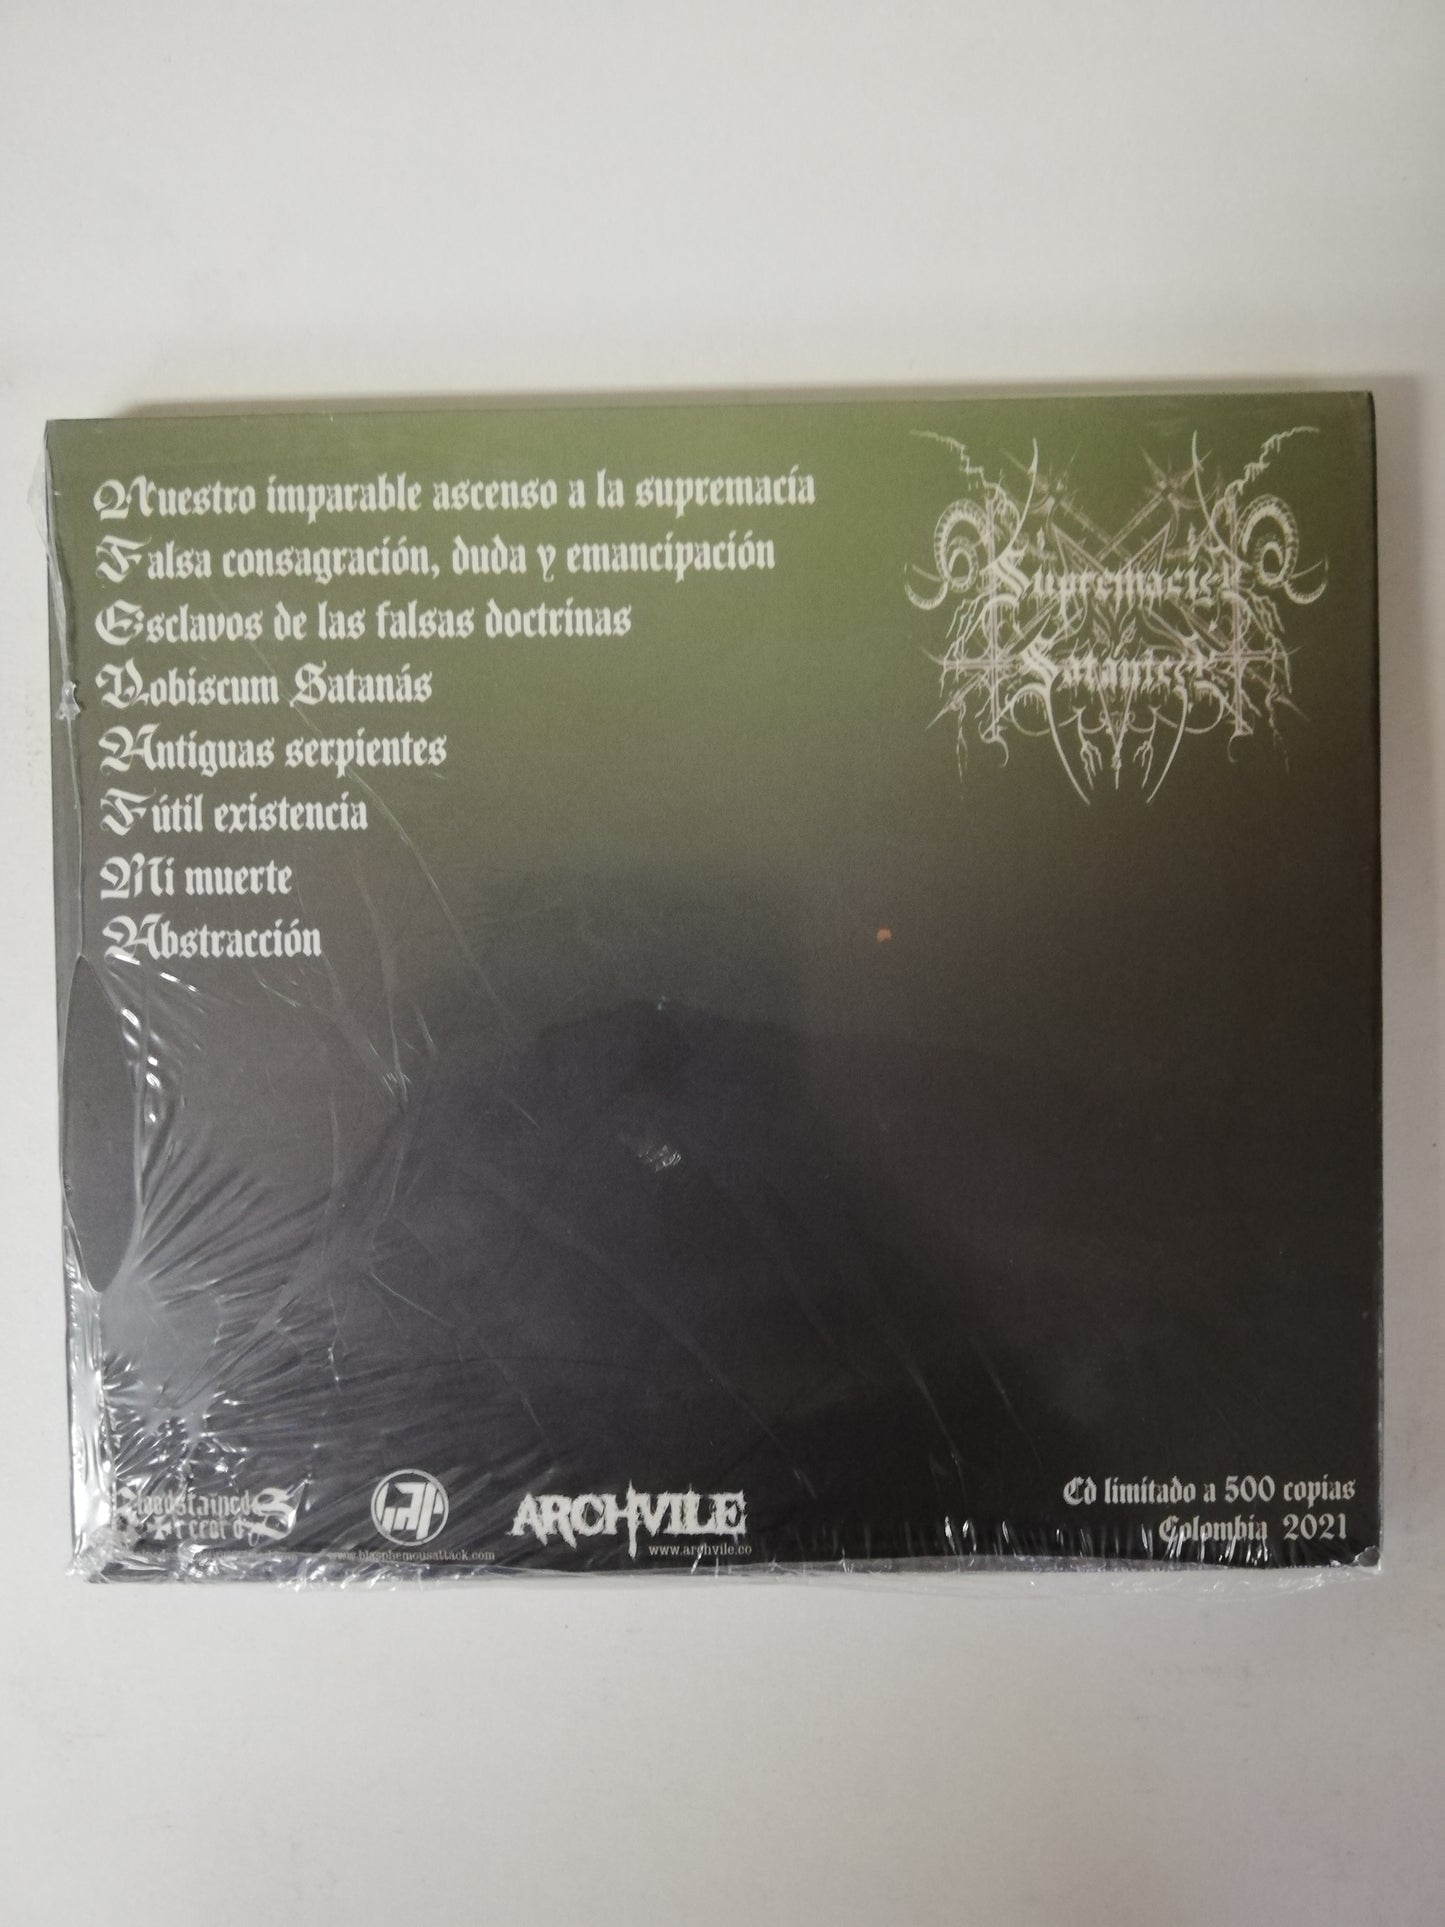 Nuestro imparable ascenso a la supremacía
Falsa consagración, duda y emancipación
Esclavos de las falsas doctrinas
Vobiscum Satanás
Antiguas serpientes
Fútil existencia
Mi muerte
Abstracción
Supremacía
Satánica
Bloodstained
Records
www.blasphemousattack.com
ARCHVILE
www.archvile.co
Cd limitado a 500 copias
Colombia 2021